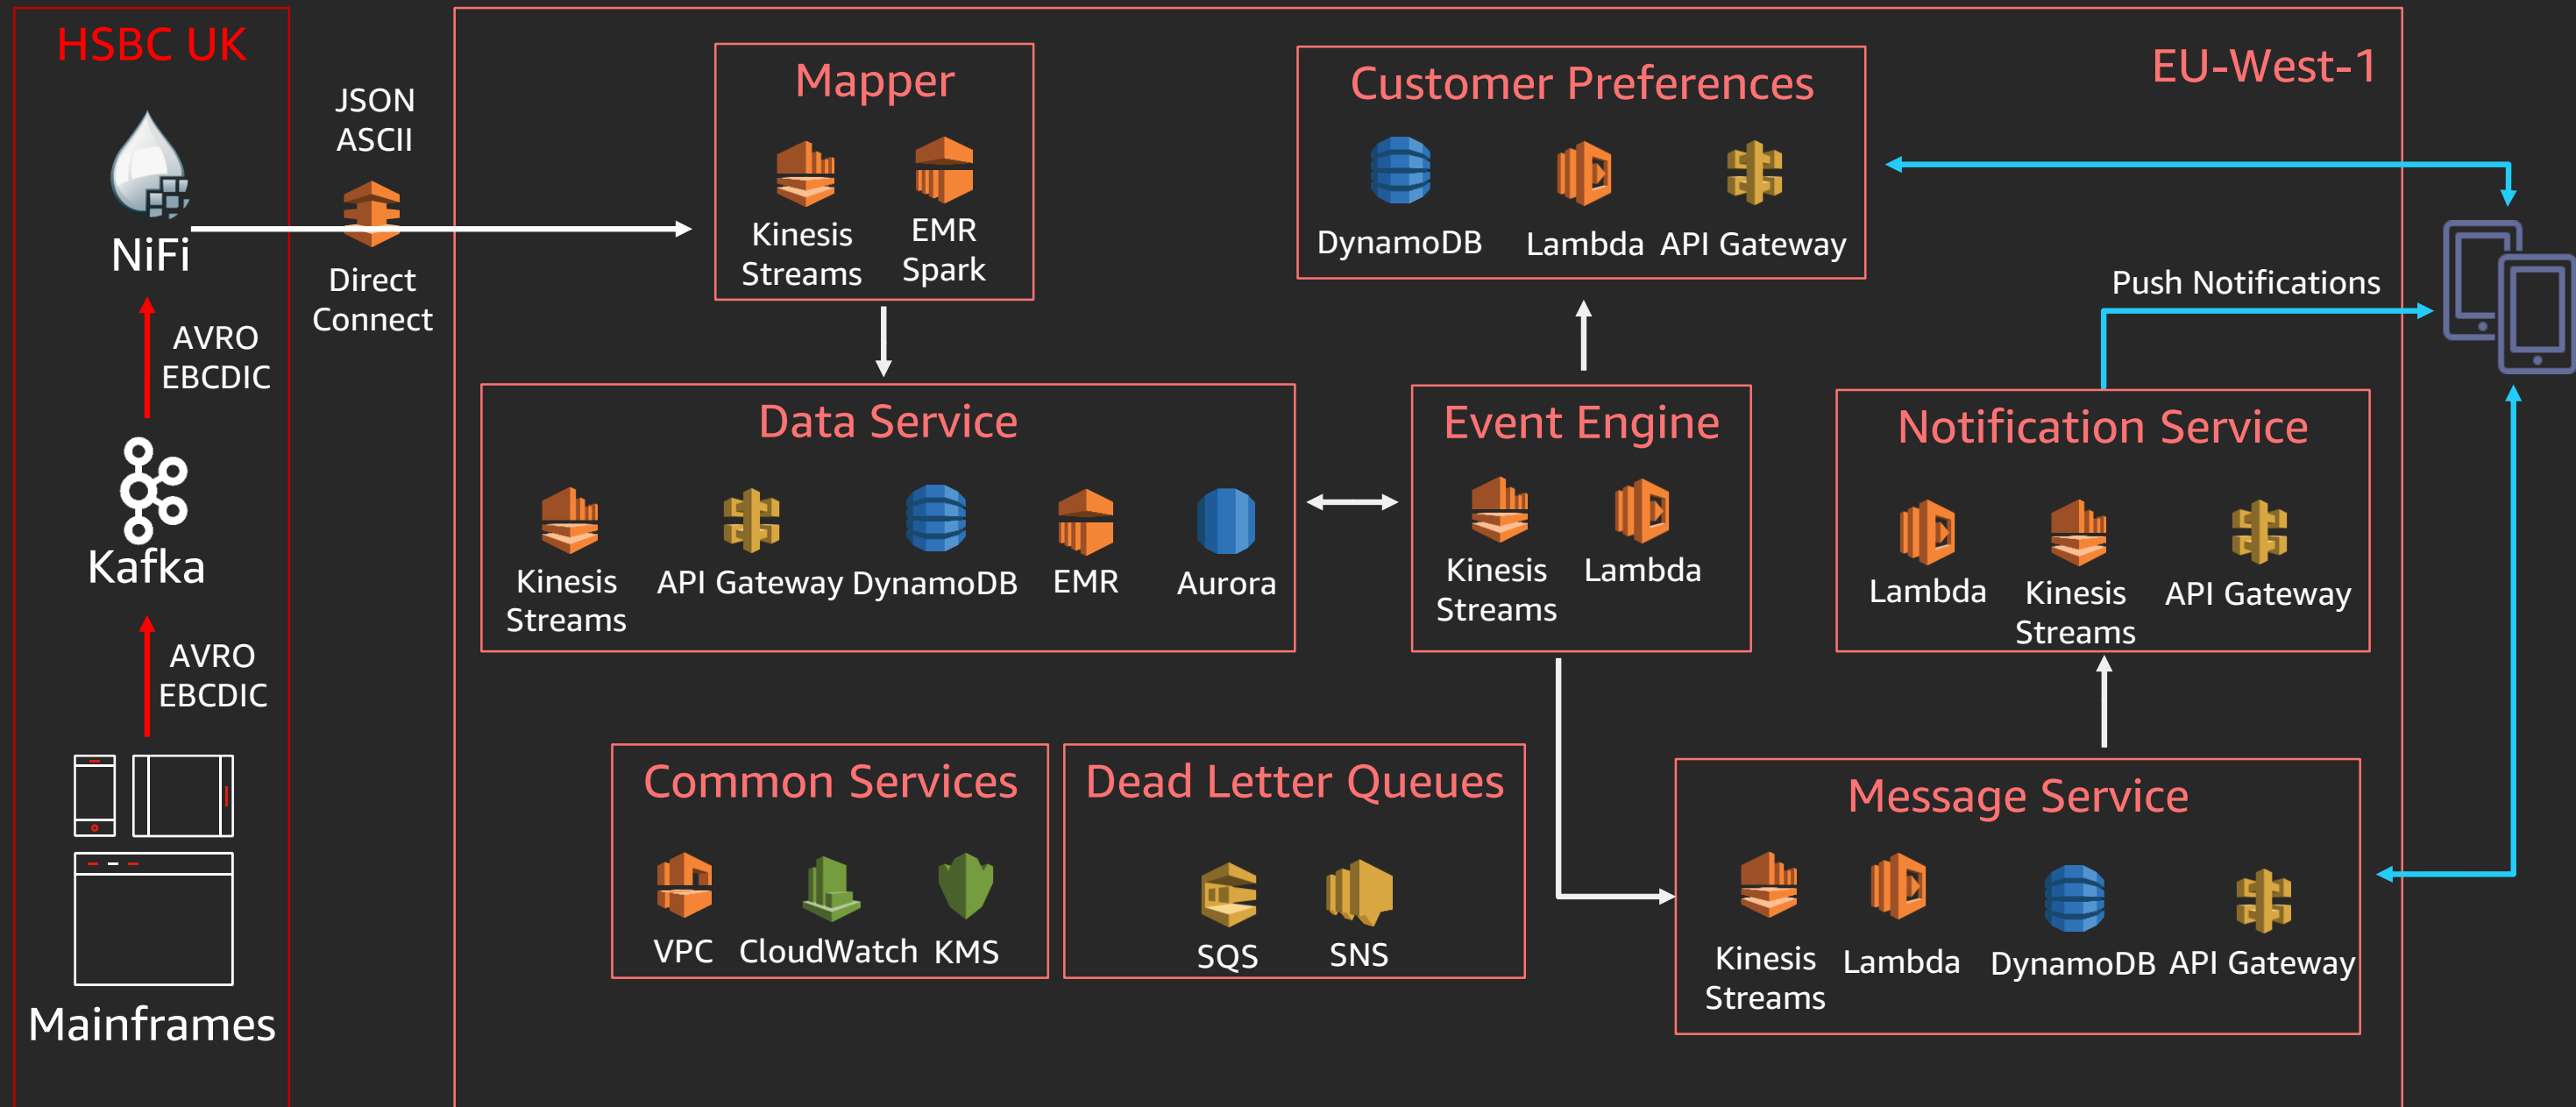 HSBC UK
NiFi
AVRO
EBCDIC
Kafka
AVRO
EBCDIC
Mainframes
JSON
ASCII
Direct
Connect
EU-West-1
Mapper
Kinesis
Streams
EMR
Spark
Customer Preferences
DynamoDB
Lambda
API Gateway
Push Notifications
Data Service
Kinesis
Streams
API Gateway
DynamoDB
EMR
Aurora
Event Engine
Kinesis
Streams
Lambda
Notification Service
Lambda
Kinesis
Streams
API Gateway
Common Services
VPC
CloudWatch
KMS
Dead Letter Queues
SQS
SNS
Message Service
Kinesis
Streams
Lambda
DynamoDB
API Gateway